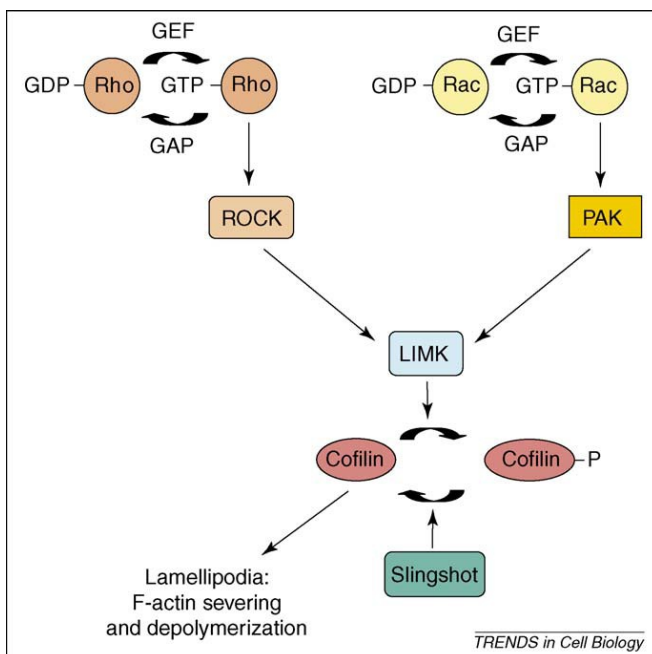 GEF
GEF
GDP Rho GTP Rho
GDP Rac GTP Rac
GAP
GAP
ROCK
PAK
LIMK
Cofilin
Cofilin P
Slingshot
Lamellipodia:
F-actin severing
and depolymerization
TRENDS in Cell Biology